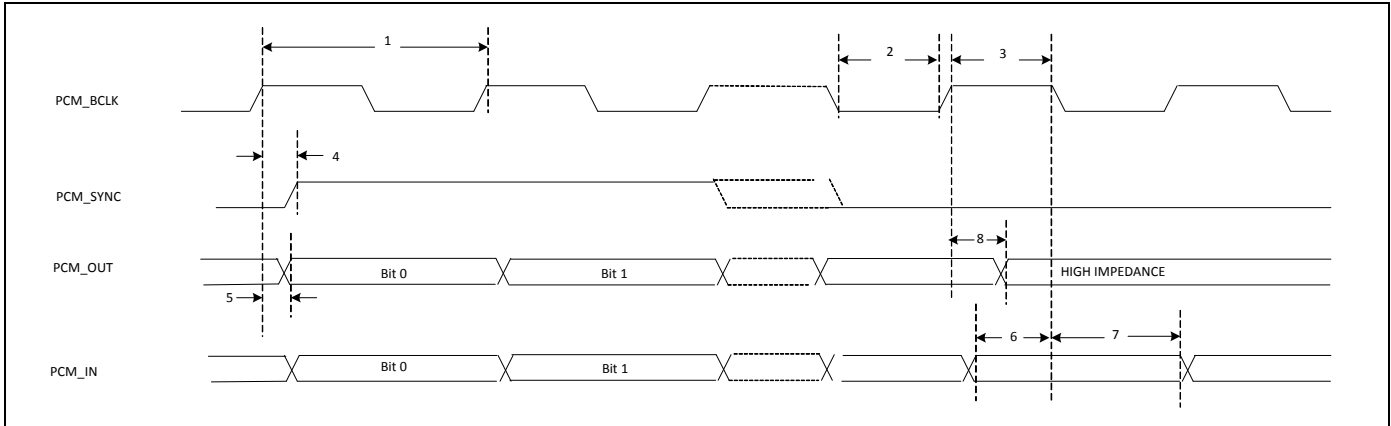 1
2
3
PCM_BCLK
4
PCM_SYNC
8
PCM_OUT
Bit 0
Bit 1
HIGH IMPEDANCE
5
6
7
PCM_IN
Bit 0
Bit 1